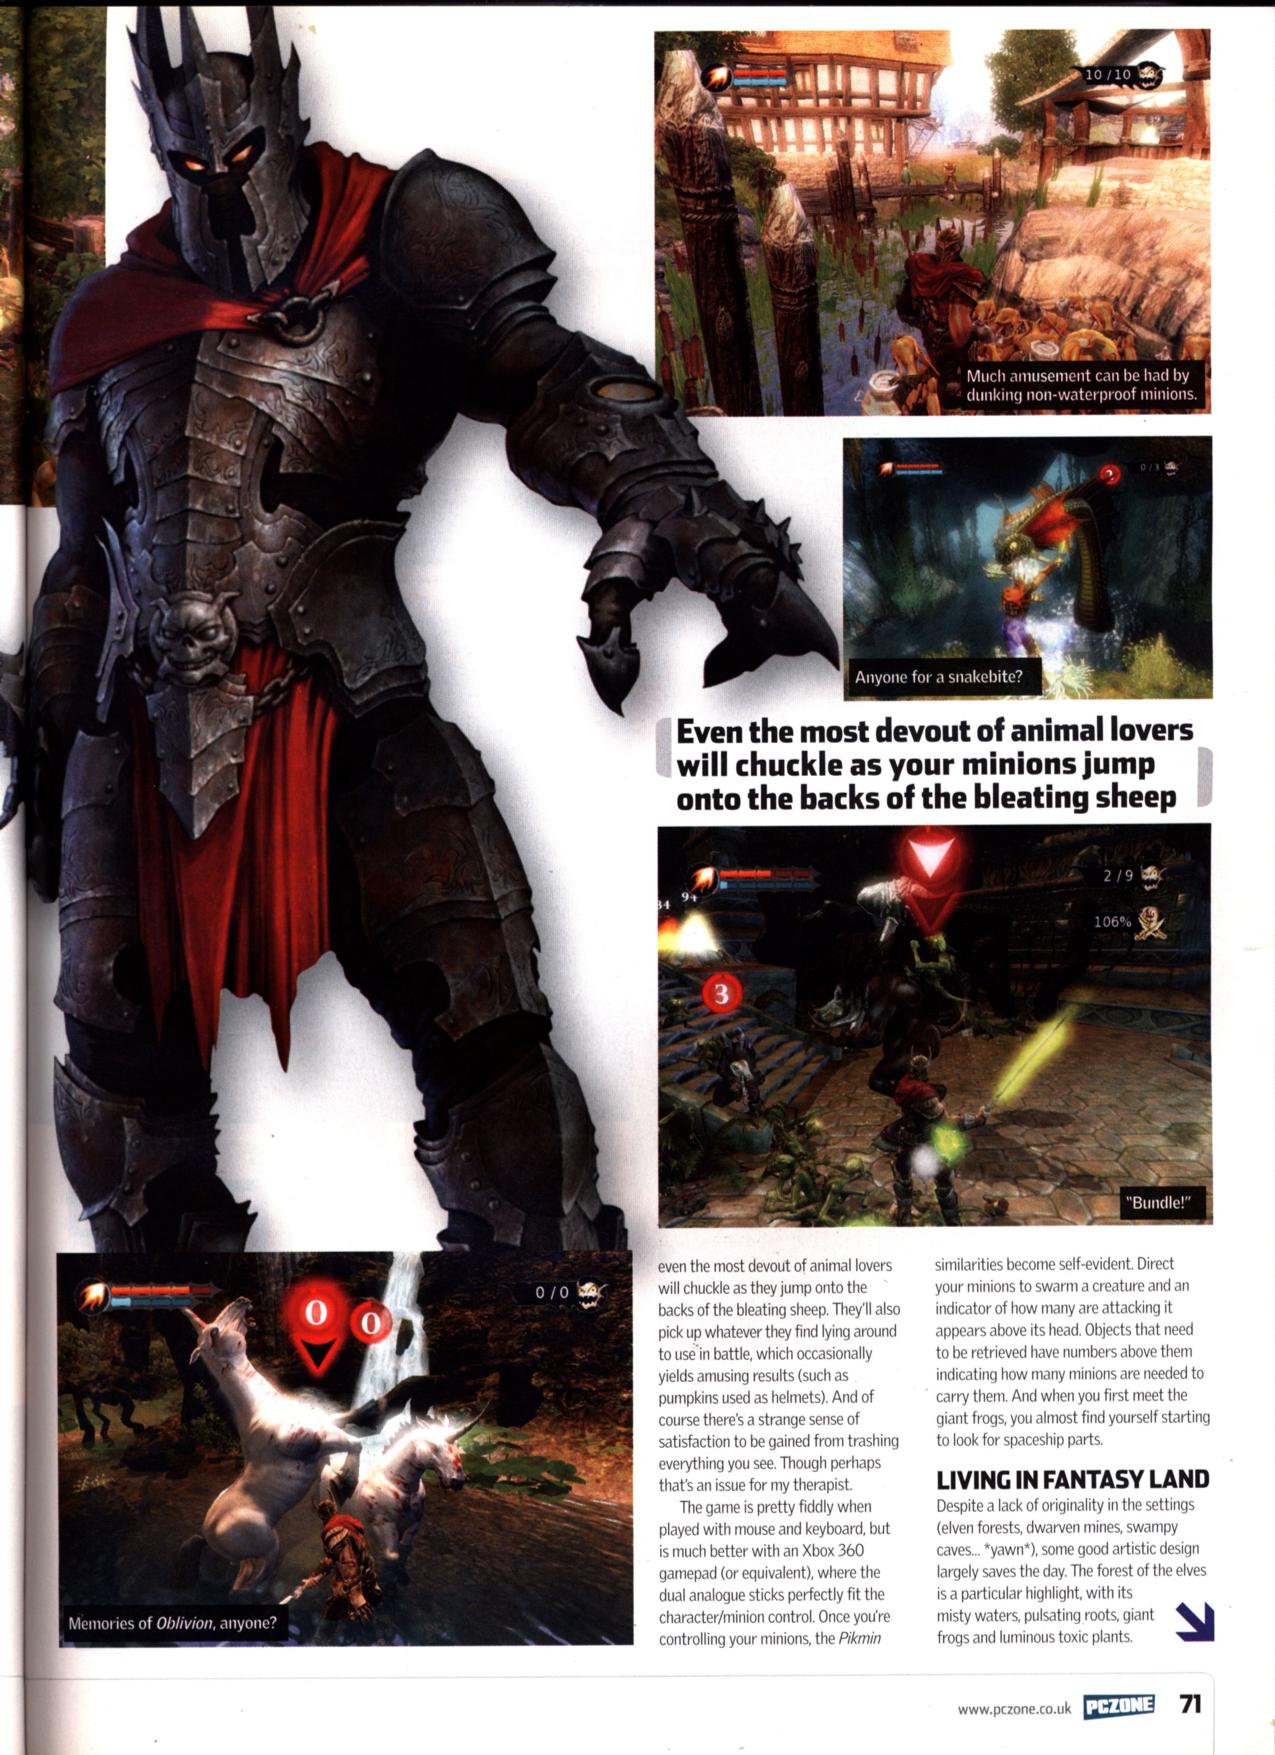 10/10
Much amusement can be had by
dunking non-waterproof minions.
2
0/3
Anyone for a snakebite?
Even the most devout of animal lovers
will chuckle as your minions jump
onto the backs of the bleating sheep
2/9
106%
34
9+
3
"Bundle!"
0
0
0/0
Memories of Oblivion, anyone?
even the most devout of animal lovers
will chuckle as they jump onto the
backs of the bleating sheep. They'll also
pick up whatever they find lying around
to use in battle, which occasionally
yields amusing results (such as
pumpkins used as helmets). And of
course there's a strange sense of
satisfaction to be gained from trashing
everything you see. Though perhaps
that's an issue for my therapist.
The game is pretty fiddly when
played with mouse and keyboard, but
is much better with an Xbox 360
gamepad (or equivalent), where the
dual analogue sticks perfectly fit the
character/minion control. Once you're
controlling your minions, the Pikmin
similarities become self-evident. Direct
your minions to swarm a creature and an
indicator of how many are attacking it
appears above its head. Objects that need
to be retrieved have numbers above them
indicating how many minions are needed to
carry them. And when you first meet the
giant frogs, you almost find yourself starting
to look for spaceship parts.
LIVING IN FANTASY LAND
Despite a lack of originality in the settings
(elven forests, dwarven mines, swampy
caves... *yawn*), some good artistic design
largely saves the day. The forest of the elves
is a particular highlight, with its
misty waters, pulsating roots, giant
frogs and luminous toxic plants.
www.pczone.co.uk PCZONE 71